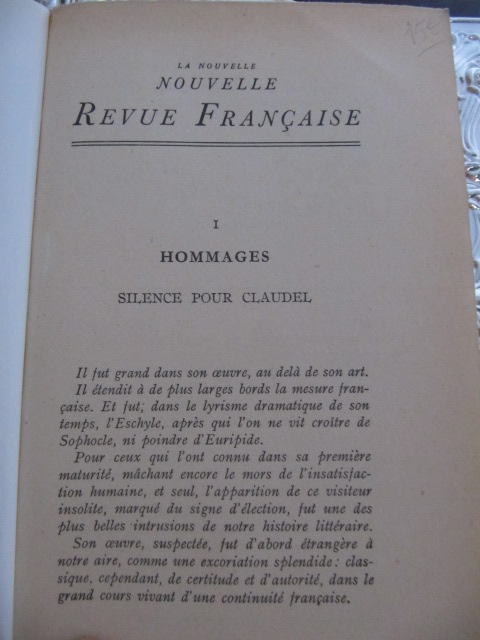 15€
LA NOUVELLE
NOUVELLE
REVUE FRANÇAISE
I
HOMMAGES
SILENCE POUR CLAUDEL
Il fut grand dans son œuvre, au delà de son art.
Il étendit à de plus larges bords la mesure fran-
çaise. Et fut, dans le lyrisme dramatique de son
temps, l'Eschyle, après qui l'on ne vit croître de
Sophocle, ni poindre d'Euripide.
Pour ceux qui l'ont connu dans sa première
maturité, mâchant encore le mors de l'insatisfac-
tion humaine, et seul, l'apparition de ce visiteur
insolite, marqué du signe d'élection, fut une des
plus belles intrusions de notre histoire littéraire.
Son œuvre, suspectée, fut d'abord étrangère à
notre aire, comme une excoriation splendide : clas-
sique, cependant, de certitude et d'autorité, dans le
grand cours vivant d'une continuité française.